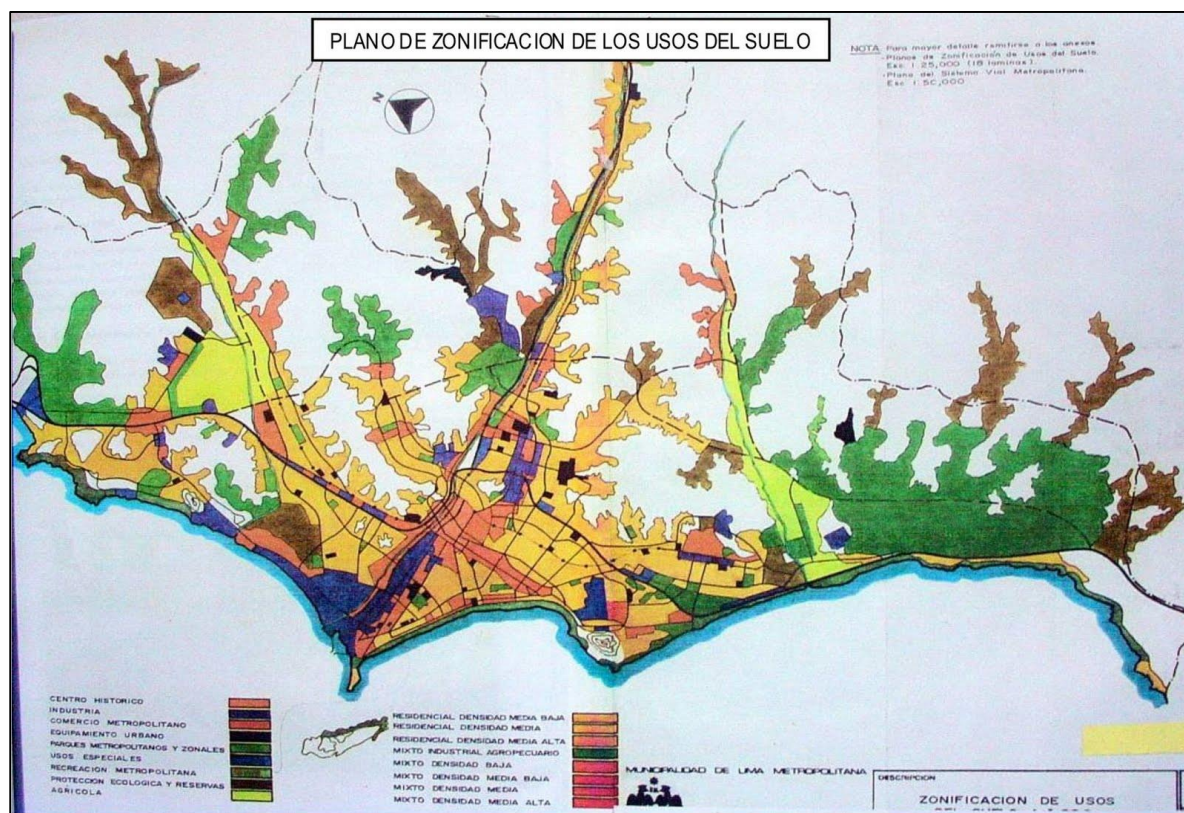 PLANO DE ZONIFICACION DE LOS USOS DEL SUELO
NOTA Para mayor detalle remitirse a los anexos.
-Planos de Zonificación de Usos del Suelo.
Esc. 1:25,000 (18 laminas).
-Plano del Sistema Vial Metropolitano.
Esc. 1:50,000
N
CENTRO HISTORICO
INDUSTRIA
COMERCIO METROPOLITANO
EQUIPAMIENTO URBANO
PARQUES METROPOLITANOS Y ZONALES
USOS ESPECIALES
RECREACION METROPOLITANA
PROTECCION ECOLOGICA Y RESERVAS
AGRICOLA
RESIDENCIAL DENSIDAD MEDIA BAJA
RESIDENCIAL DENSIDAD MEDIA
RESIDENCIAL DENSIDAD MEDIA ALTA
MIXTO INDUSTRIAL AGROPECUARIO
MIXTO DENSIDAD BAJA
MIXTO DENSIDAD MEDIA BAJA
MIXTO DENSIDAD MEDIA
MIXTO DENSIDAD MEDIA ALTA
MUNICIPALIDAD DE LIMA METROPOLITANA
DESCRIPCION
ZONIFICACION DE USOS